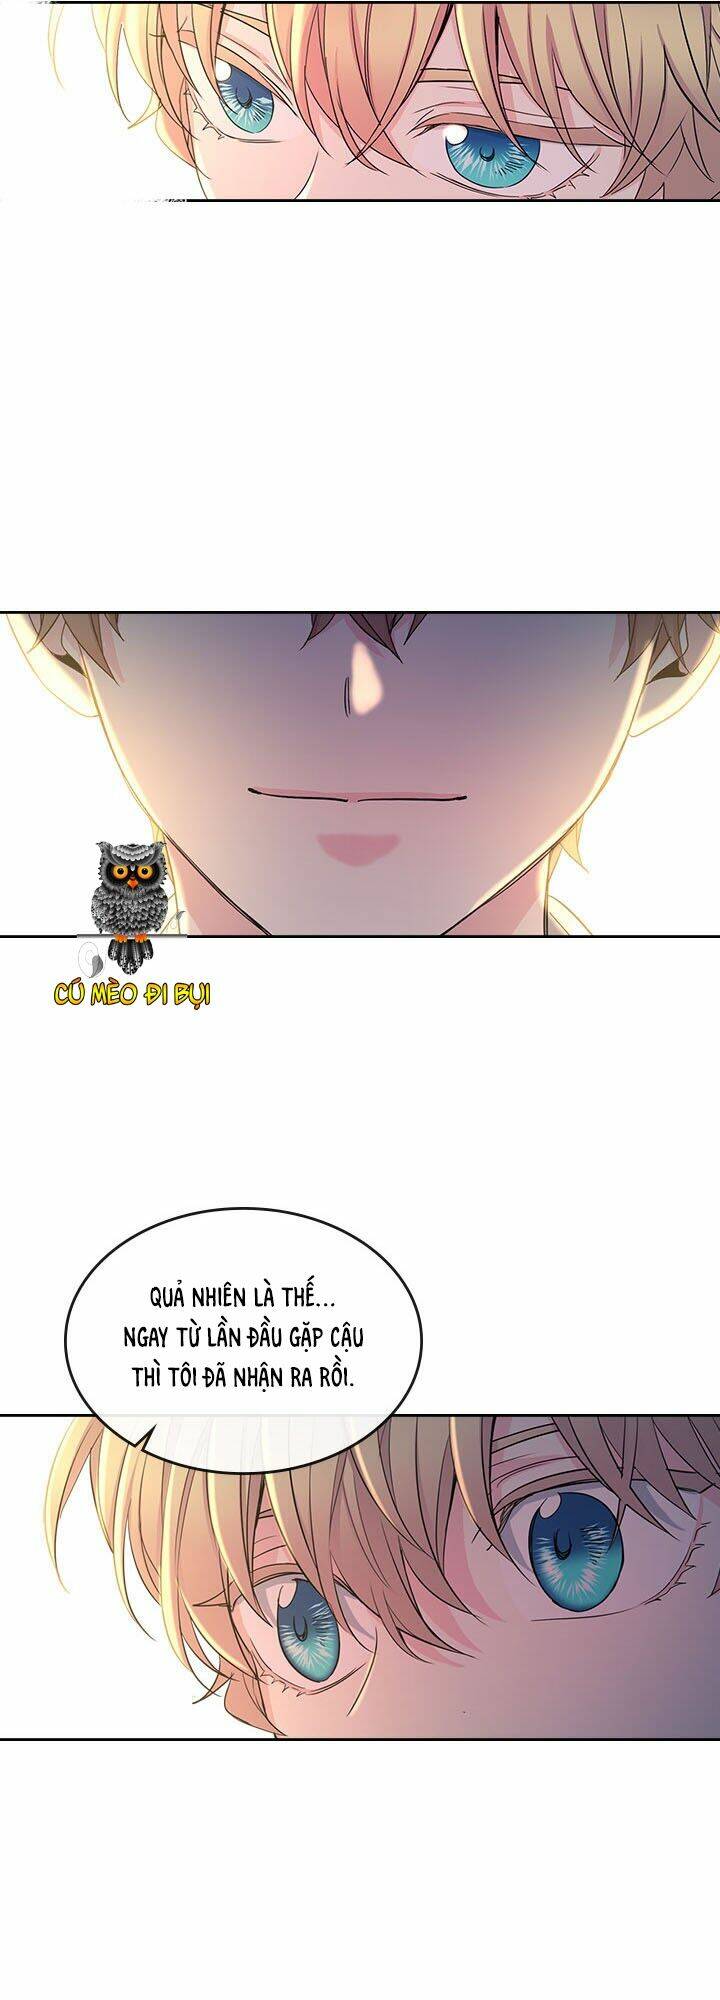 CÚ MÈO ĐI BỤI
QUẢ NHIÊN LÀ THẾ...
NGAY TỪ LẦN ĐẦU GẶP CẬU
THÌ TÔI ĐÃ NHẬN RA RỒI.